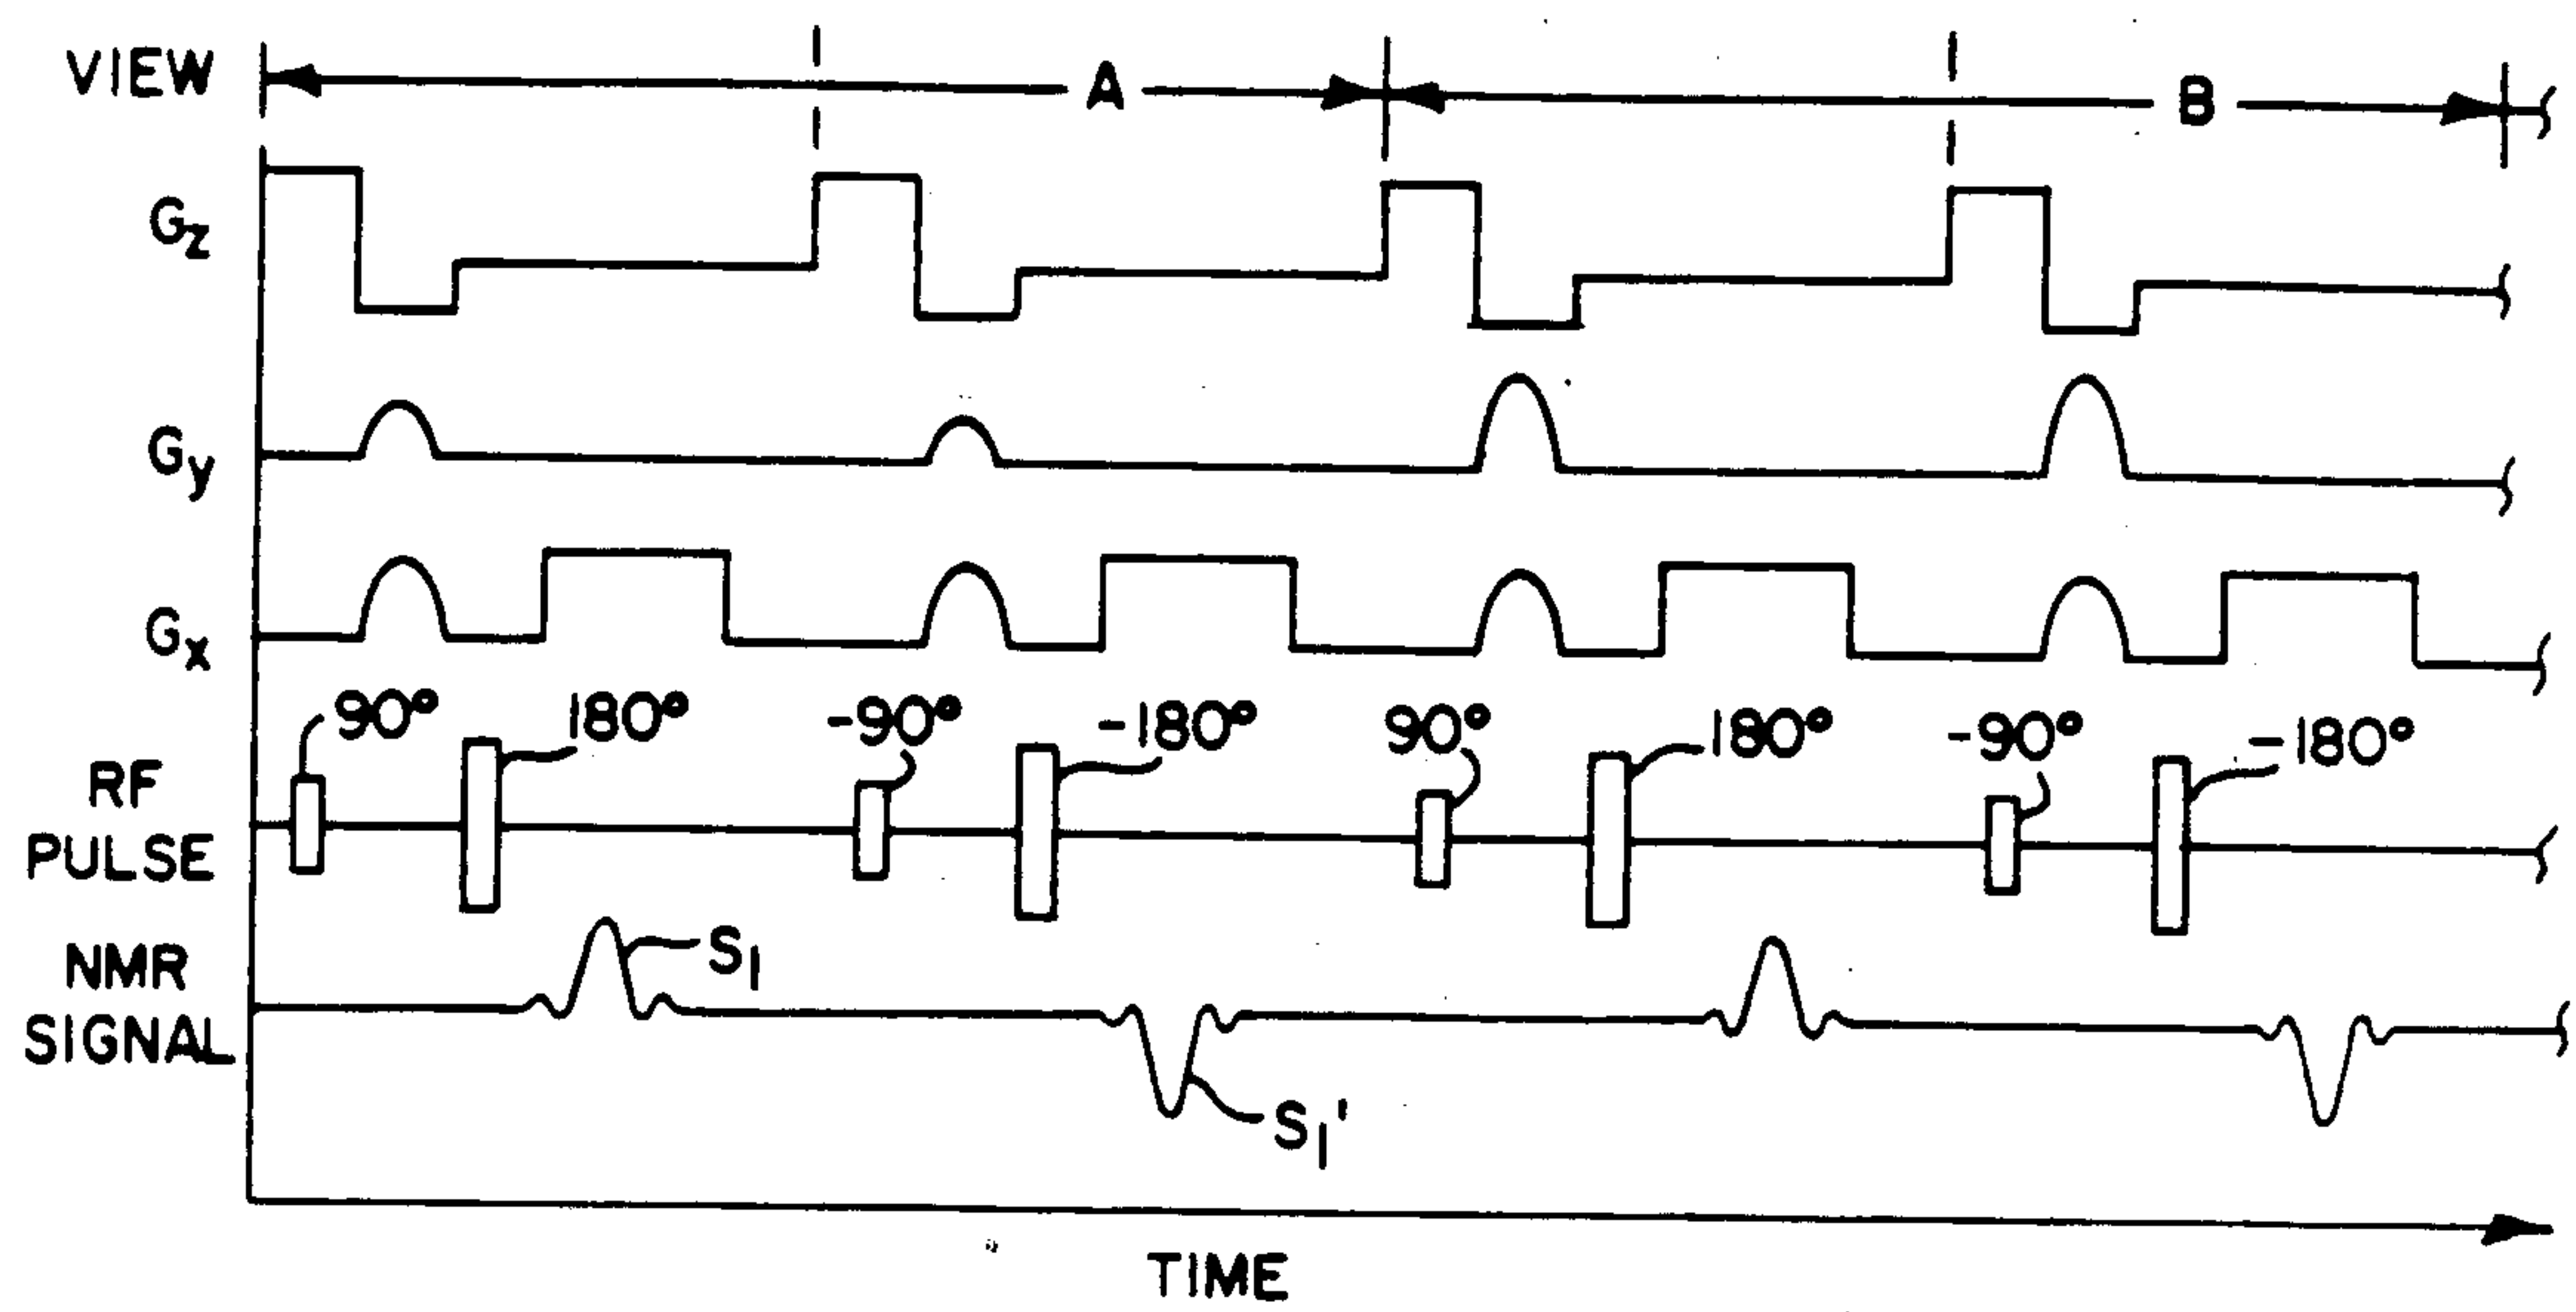 VIEW
A
B
Gz
Gy
Gx
90°
180°
-90°
-180°
90°
180°
-90°
-180°
RF
PULSE
NMR
SIGNAL
S1
S1'
TIME